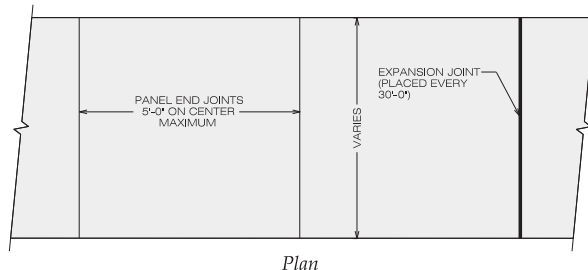 PANEL END JOINTS
5'-0" ON CENTER
MAXIMUM
VARIES
EXPANSION JOINT
(PLACED EVERY
30'-0")
Plan